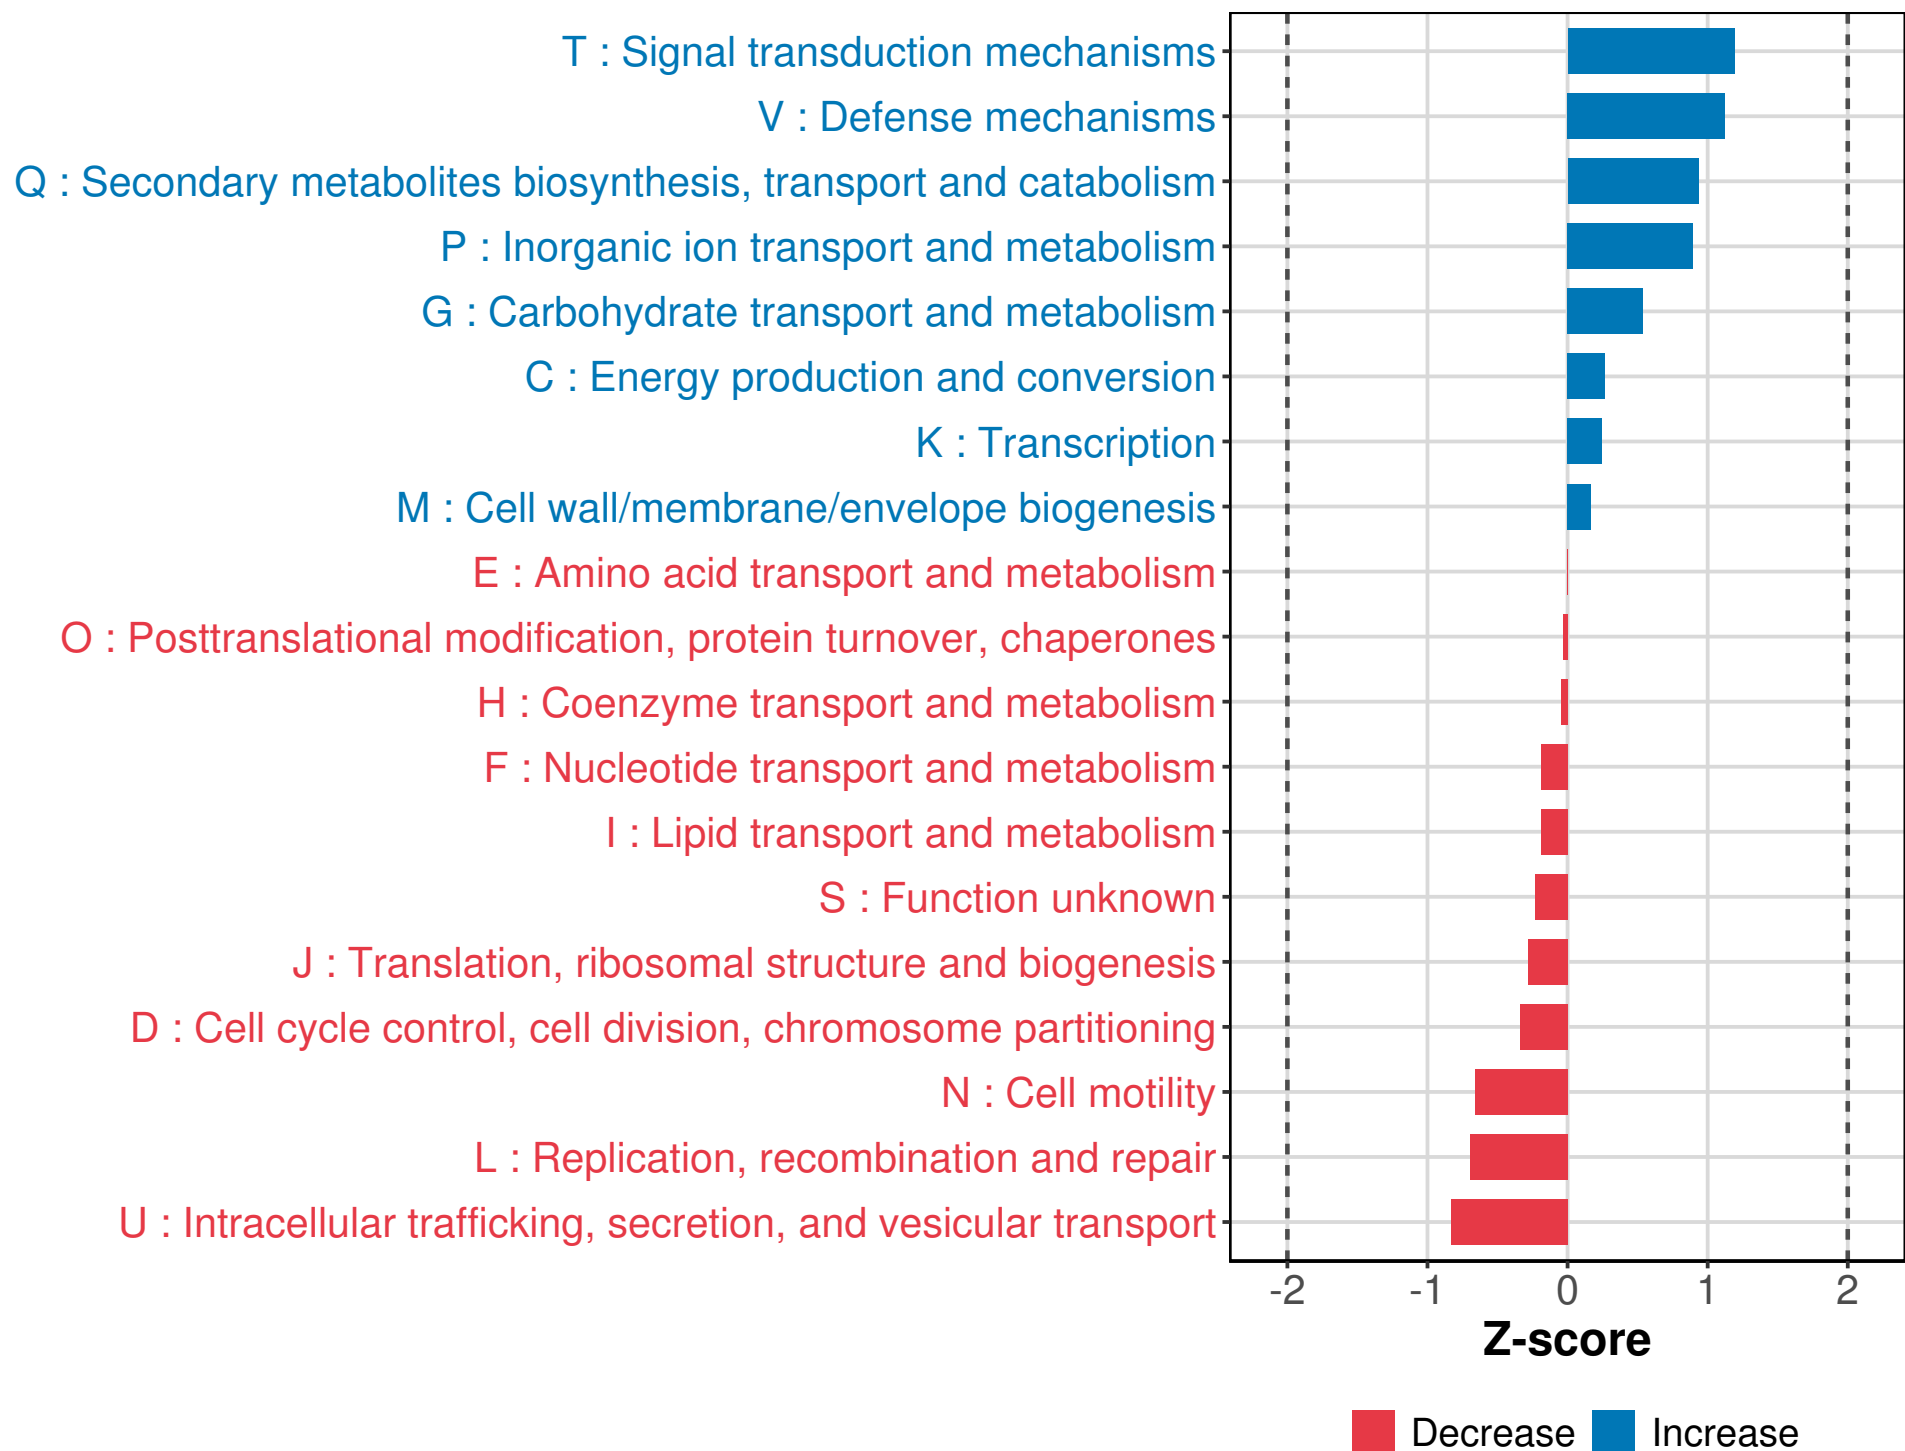 T : Signal transduction mechanisms
V : Defense mechanisms
Q : Secondary metabolites biosynthesis, transport and catabolism
P : Inorganic ion transport and metabolism
G : Carbohydrate transport and metabolism
C : Energy production and conversion
K : Transcription
M : Cell wall/membrane/envelope biogenesis
E : Amino acid transport and metabolism
O : Posttranslational modification, protein turnover, chaperones
H : Coenzyme transport and metabolism
F : Nucleotide transport and metabolism
I : Lipid transport and metabolism
S : Function unknown
J : Translation, ribosomal structure and biogenesis
D : Cell cycle control, cell division, chromosome partitioning
N : Cell motility
L : Replication, recombination and repair
U : Intracellular trafficking, secretion, and vesicular transport
-2 -1 0 1 2
Z-score
Decrease Increase